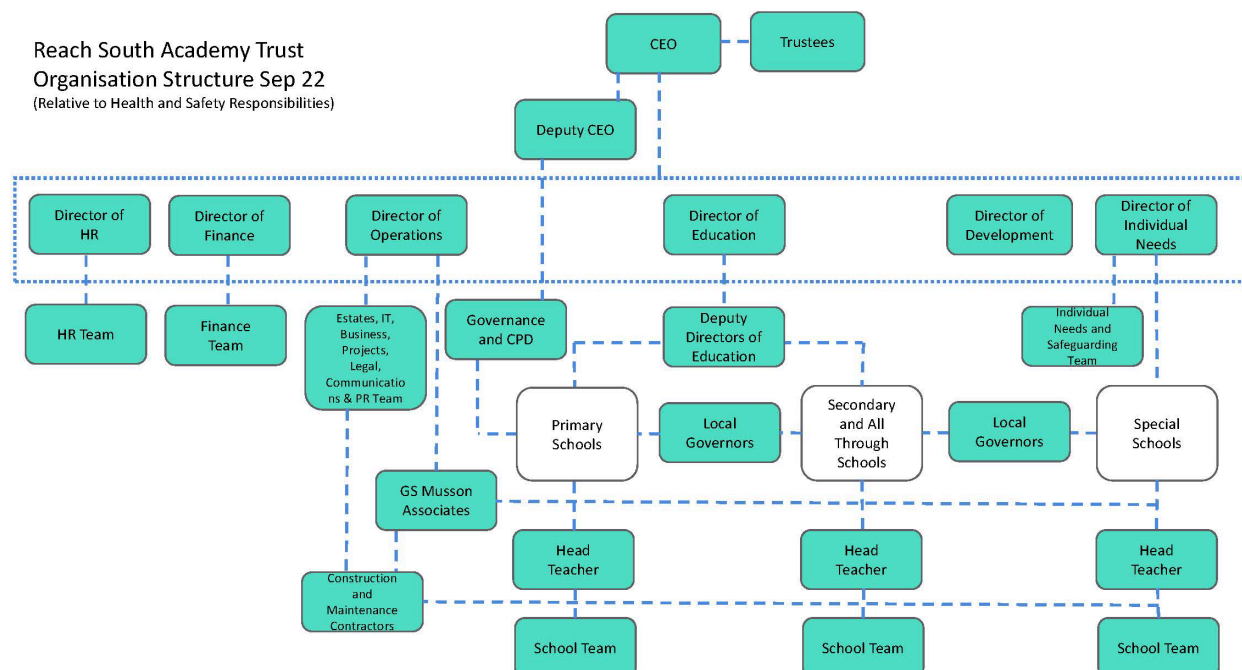 Reach South Academy Trust
Organisation Structure Sep 22
(Relative to Health and Safety Responsibilities)
CEO
Trustees
Deputy CEO
Director of
HR
Director of
Finance
Director of
Operations
Director of
Education
Director of
Development
Director of
Individual
Needs
HR Team
Finance
Team
Estates, IT,
Business,
Projects,
Legal,
Communicatio
ns & PR Team
Governance
and CPD
Deputy
Directors of
Education
Individual
Needs and
Safeguarding
Team
Primary
Schools
Local
Governors
Secondary
and All
Through
Schools
Local
Governors
Special
Schools
GS Musson
Associates
Head
Teacher
Head
Teacher
Head
Teacher
Construction
and
Maintenance
Contractors
School Team
School Team
School Team